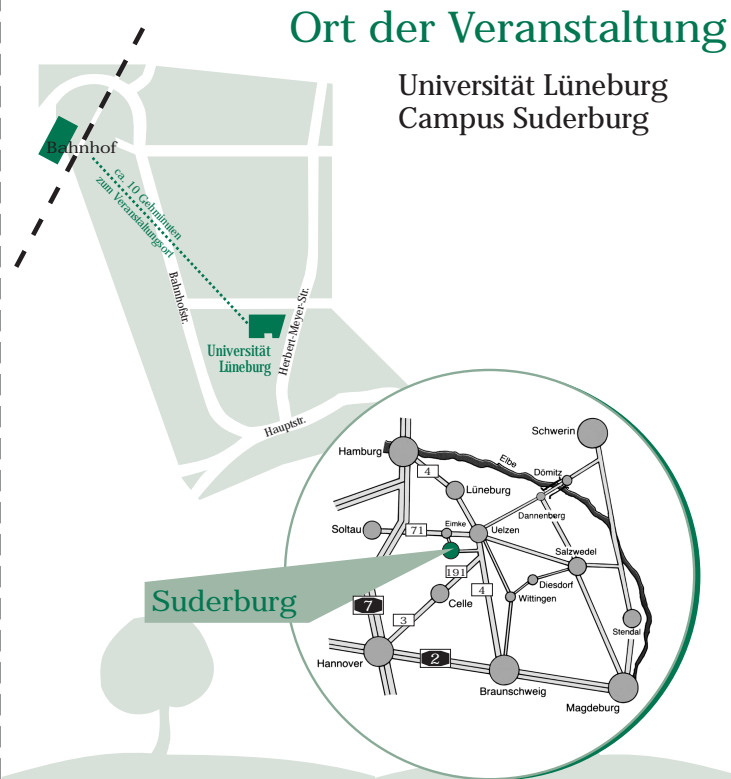 Ort der Veranstaltung
Universität Lüneburg
Campus Suderburg
Bahnhof
ca. 10 Gehminuten
zum Veranstaltungsort
Bahnhofstr.
Herbert-Meyer-Str.
Universität
Lüneburg
Hauptstr.
Schwerin
Hamburg
Elbe
Dömitz
4
Lüneburg
Dannenberg
Soltau
71
Eimke
Uelzen
Salzwedel
191
Diesdorf
4
Wittingen
Suderburg
7
Celle
3
Stendal
Hannover
2
Braunschweig
Magdeburg